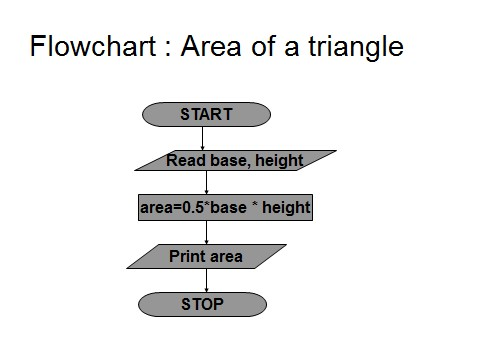 Flowchart : Area of a triangle
START
Read base, height
area=0.5*base * height
Print area
STOP